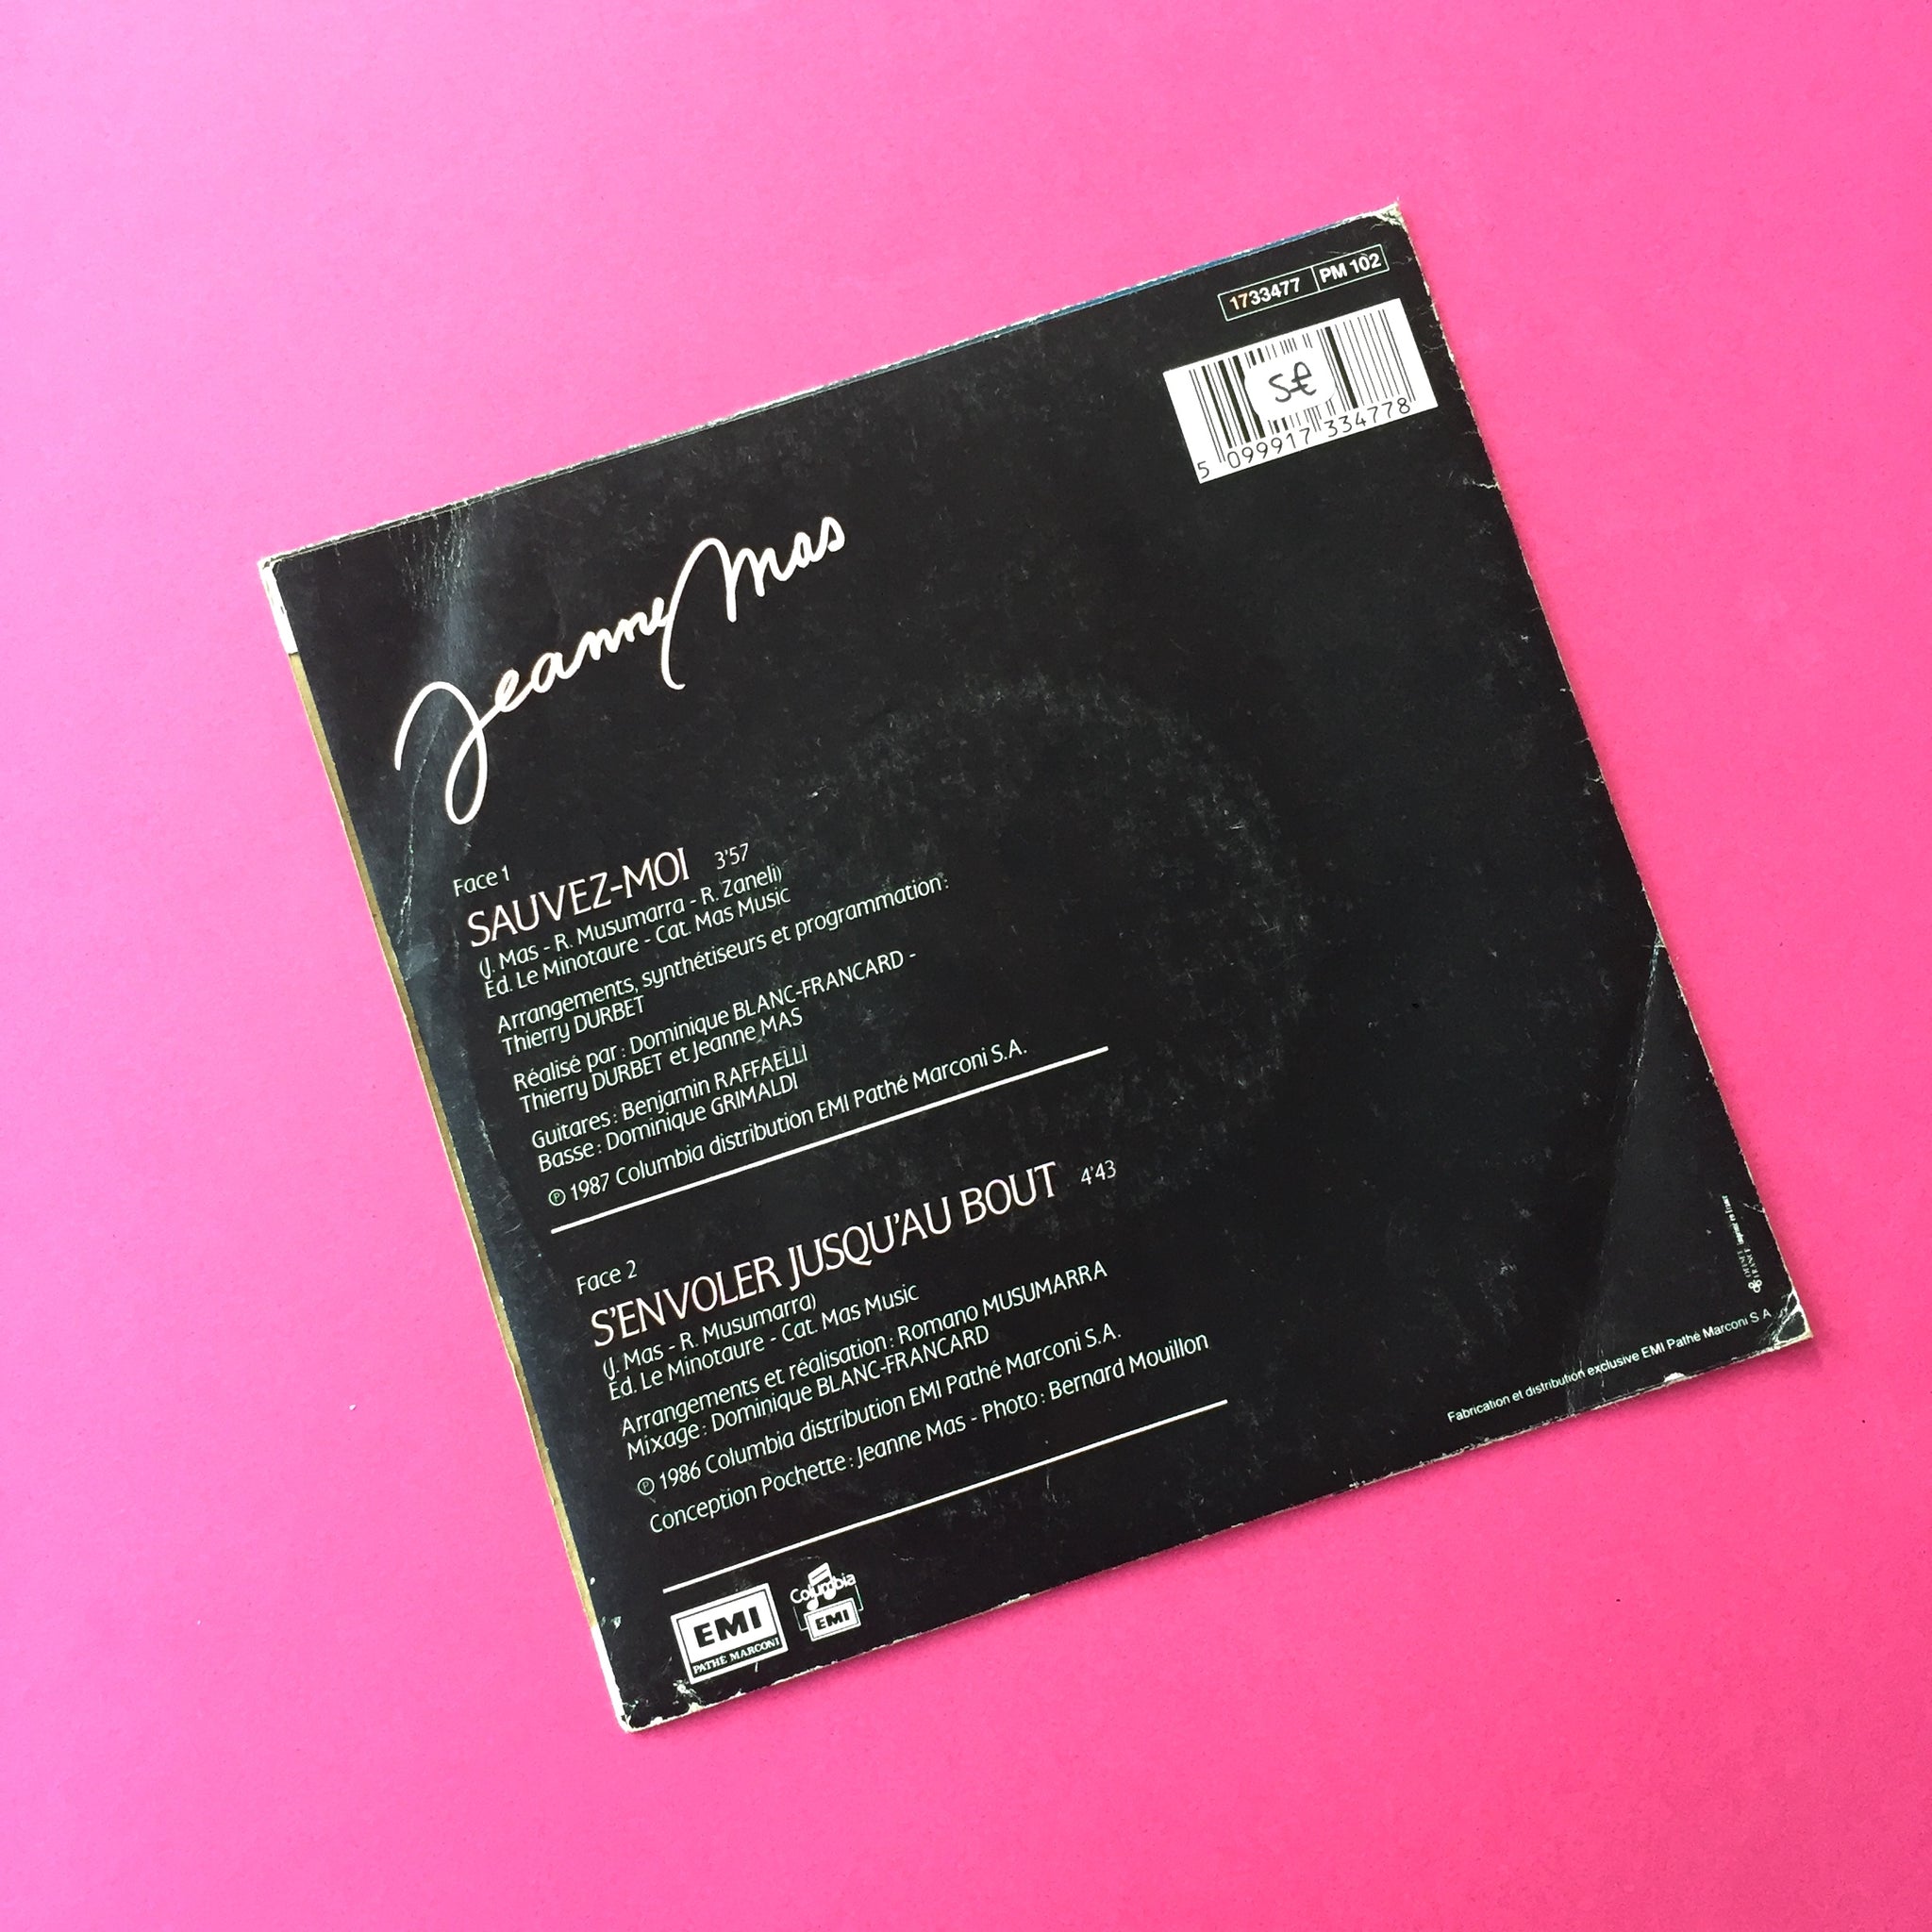 1733477 PM 102
5€
5 099917 334778
Jeanne Mas
Face 1
SAUVEZ-MOI 3'57
(J. Mas - R. Musumarra - R. Zaneli)
Ed. Le Minotaure - Cat. Mas Music
Arrangements, synthétiseurs et programmation:
Thierry DURBET
Réalisé par : Dominique BLANC-FRANCARD -
Thierry DURBET et Jeanne MAS
Guitares : Benjamin RAFFAELLI
Basse : Dominique GRIMALDI
℗ 1987 Columbia distribution EMI Pathé Marconi S.A.
Face 2
S'ENVOLER JUSQU'AU BOUT 4'43
(J. Mas - R. Musumarra)
Ed. Le Minotaure - Cat. Mas Music
Arrangements et réalisation : Romano MUSUMARRA
Mixage : Dominique BLANC-FRANCARD
℗ 1986 Columbia distribution EMI Pathé Marconi S.A.
Conception Pochette : Jeanne Mas - Photo : Bernard Mouillon
EMI
PATHÉ MARCONI
Columbia
EMI
Fabrication et distribution exclusive EMI Pathé Marconi S.A.